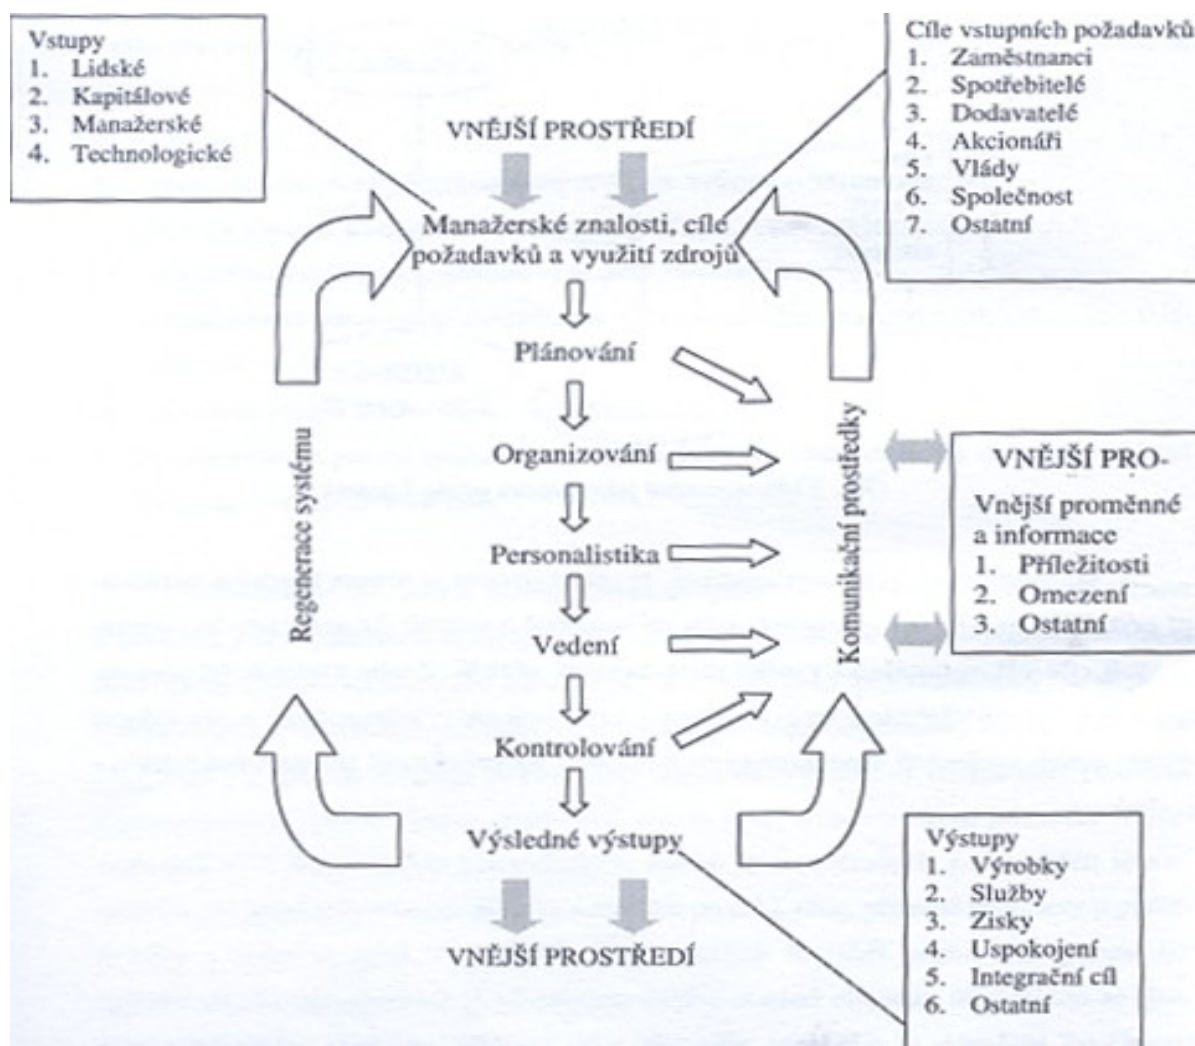 Vstupy
1. Lidské
2. Kapitálové
3. Manažerské
4. Technologické
Cíle vstupních požadavků
1. Zaměstnanci
2. Spotřebitelé
3. Dodavatelé
4. Akcionáři
5. Vlády
6. Společnost
7. Ostatní
VNĚJŠÍ PROSTŘEDÍ
Manažerské znalosti, cíle
požadavků a využití zdrojů
Plánování
Organizování
Personalistika
Vedení
Kontrolování
Výsledné výstupy
VNĚJŠÍ PROSTŘEDÍ
Regenerace systému
Komunikační prostředky
VNĚJŠÍ PRO-
Vnější proměnné
a informace
1. Příležitosti
2. Omezení
3. Ostatní
Výstupy
1. Výrobky
2. Služby
3. Zisky
4. Uspokojení
5. Integrační cíl
6. Ostatní